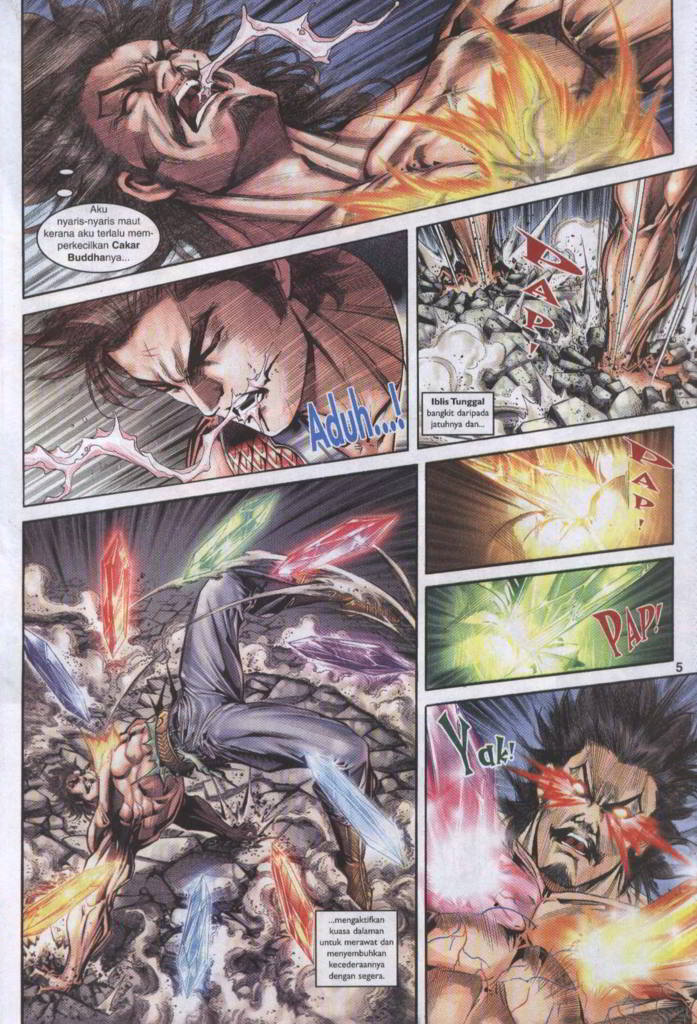 Aku
nyaris-nyaris maut
kerana aku terlalu mem-
perkecilkan Cakar
Buddhanya...
PAP
PAP!
Iblis Tunggal
bangkit daripada
jatuhnya dan...
Aduh....!
PAP!
PAP!
5
Yak!
...mengaktifkan
kuasa dalaman
untuk merawat dan
menyembuhkan
kecederaannya
dengan segera.